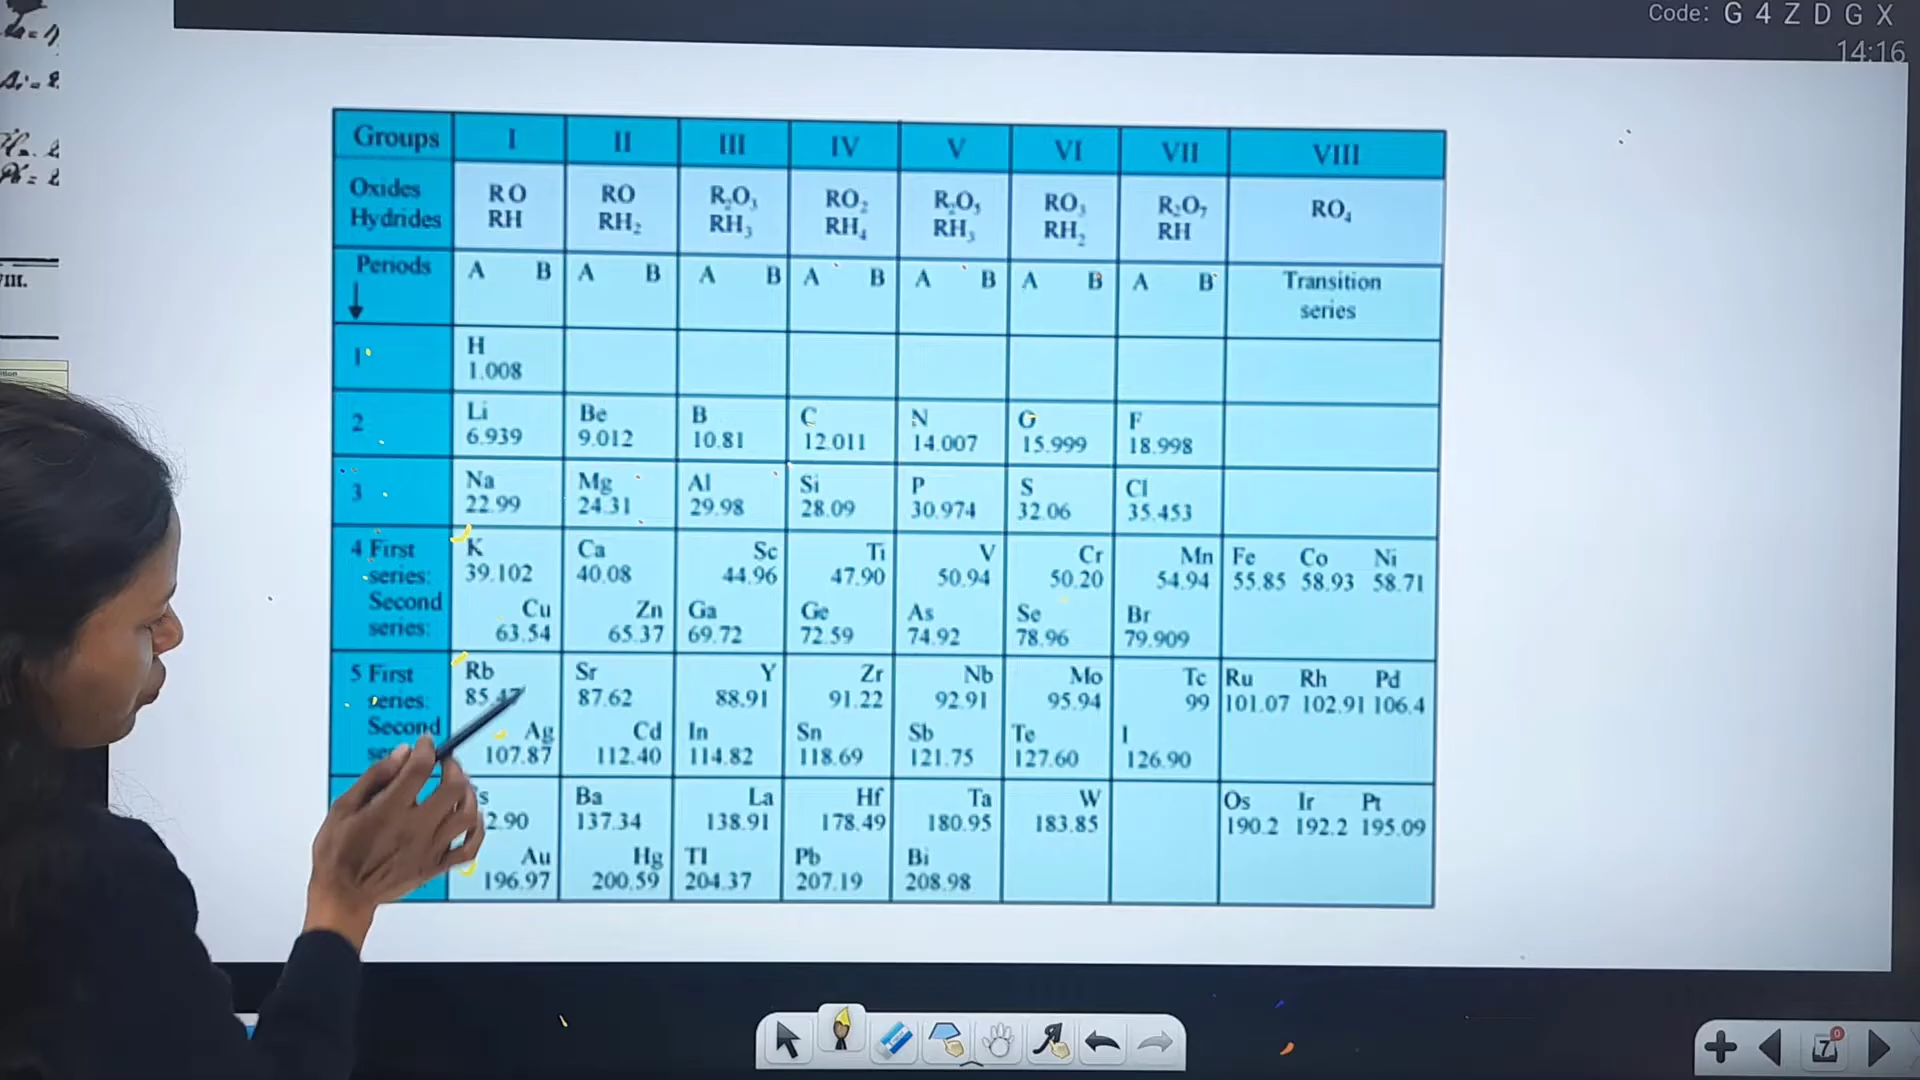 Code: G 4 Z D G X
14:16
VIII.
Groups I II III IV V VI VII VIII
Oxides
Hydrides
RO
RH
RO
RH₂
R₂O₃
RH₃
RO₂
RH₄
R₂O₅
RH₃
RO₃
RH₂
R₂O₇
RH
RO₄
Periods A B A B A B A B A B A B A B Transition
series
1 H
1.008
2 Li Be B C N O F
6.939 9.012 10.81 12.011 14.007 15.999 18.998
3 Na Mg Al Si P S Cl
22.99 24.31 29.98 28.09 30.974 32.06 35.453
4 First K Ca Sc Ti V Cr Mn Fe Co Ni
series: 39.102 40.08 44.96 47.90 50.94 50.20 54.94 55.85 58.93 58.71
Second Cu Zn Ga Ge As Se Br
series: 63.54 65.37 69.72 72.59 74.92 78.96 79.909
5 First Rb Sr Y Zr Nb Mo Tc Ru Rh Pd
series: 85.47 87.62 88.91 91.22 92.91 95.94 99 101.07 102.91 106.4
Second Ag Cd In Sn Sb Te I
107.87 112.40 114.82 118.69 121.75 127.60 126.90
Ba La Hf Ta W Os Ir Pt
2.90 137.34 138.91 178.49 180.95 183.85 190.2 192.2 195.09
Au Hg Tl Pb Bi
196.97 200.59 204.37 207.19 208.98
7
0